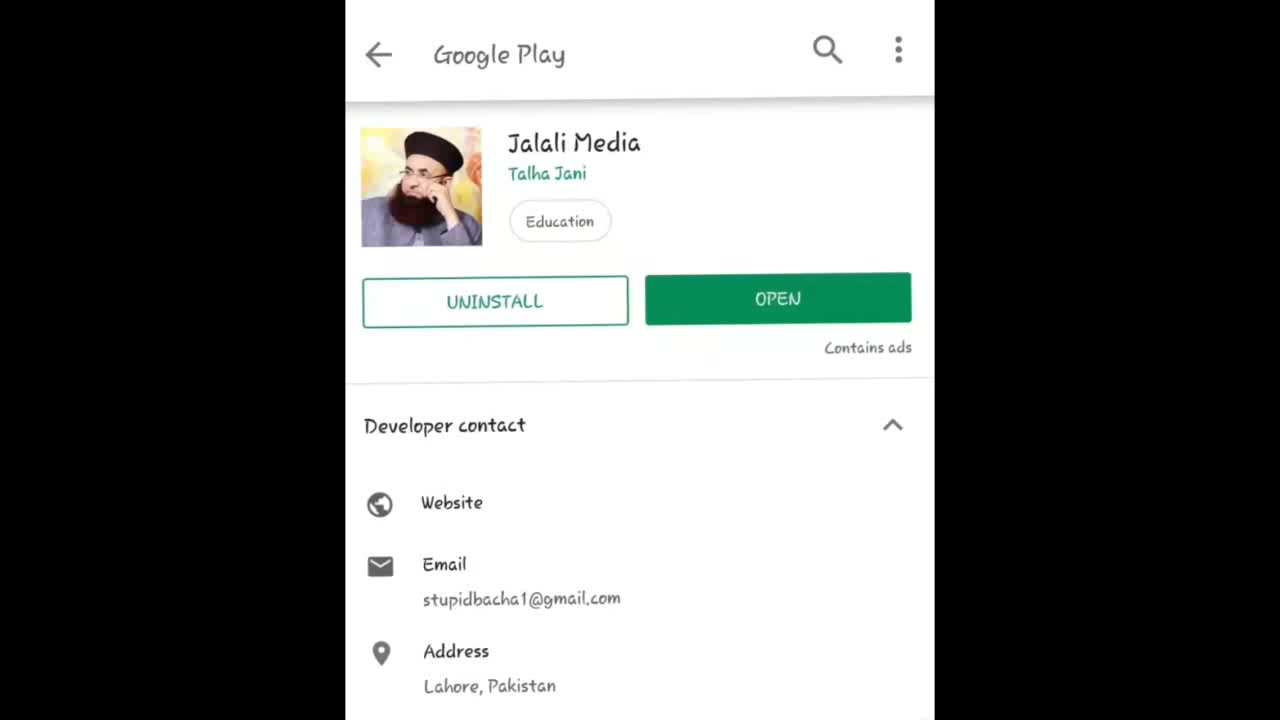 Google Play
Jalali Media
Talha Jani
Education
UNINSTALL
OPEN
Contains ads
Developer contact
Website
Email
stupidbacha1@gmail.com
Address
Lahore, Pakistan